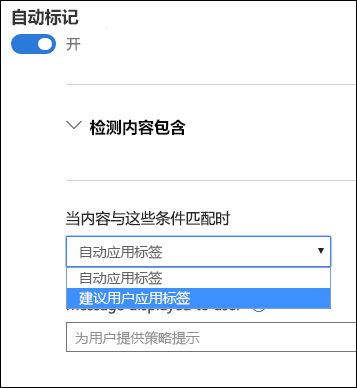 自动标记
开
检测内容包含
当内容与这些条件匹配时
自动应用标签
自动应用标签
建议用户应用标签
Message displayed to user
为用户提供策略提示